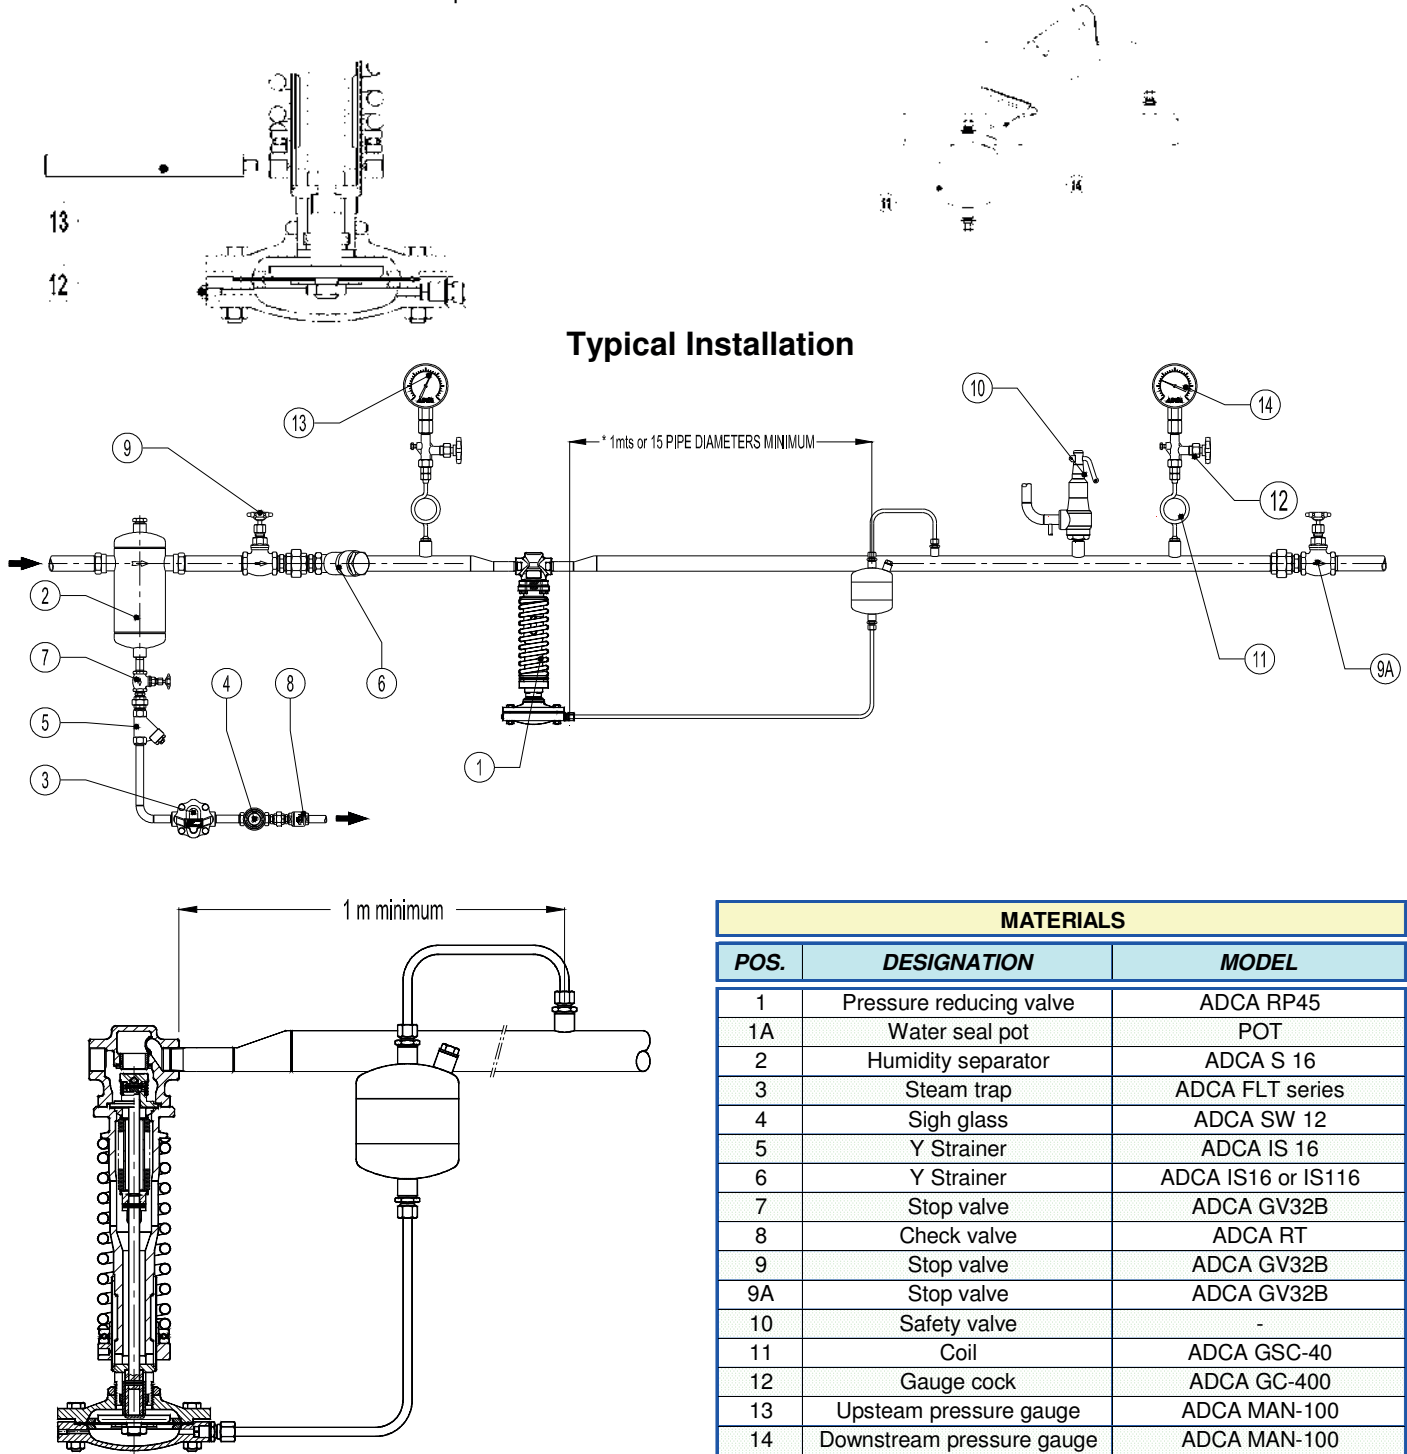 13
12
11
14
Typical Installation
13
10
14
9
* 1mts or 15 PIPE DIAMETERS MINIMUM
12
2
7
4
8
6
11
9A
5
1
3
1 m minimum
MATERIALS
POS. DESIGNATION MODEL
1 Pressure reducing valve ADCA RP45
1A Water seal pot POT
2 Humidity separator ADCA S 16
3 Steam trap ADCA FLT series
4 Sigh glass ADCA SW 12
5 Y Strainer ADCA IS 16
6 Y Strainer ADCA IS16 or IS116
7 Stop valve ADCA GV32B
8 Check valve ADCA RT
9 Stop valve ADCA GV32B
9A Stop valve ADCA GV32B
10 Safety valve -
11 Coil ADCA GSC-40
12 Gauge cock ADCA GC-400
13 Upsteam pressure gauge ADCA MAN-100
14 Downstream pressure gauge ADCA MAN-100